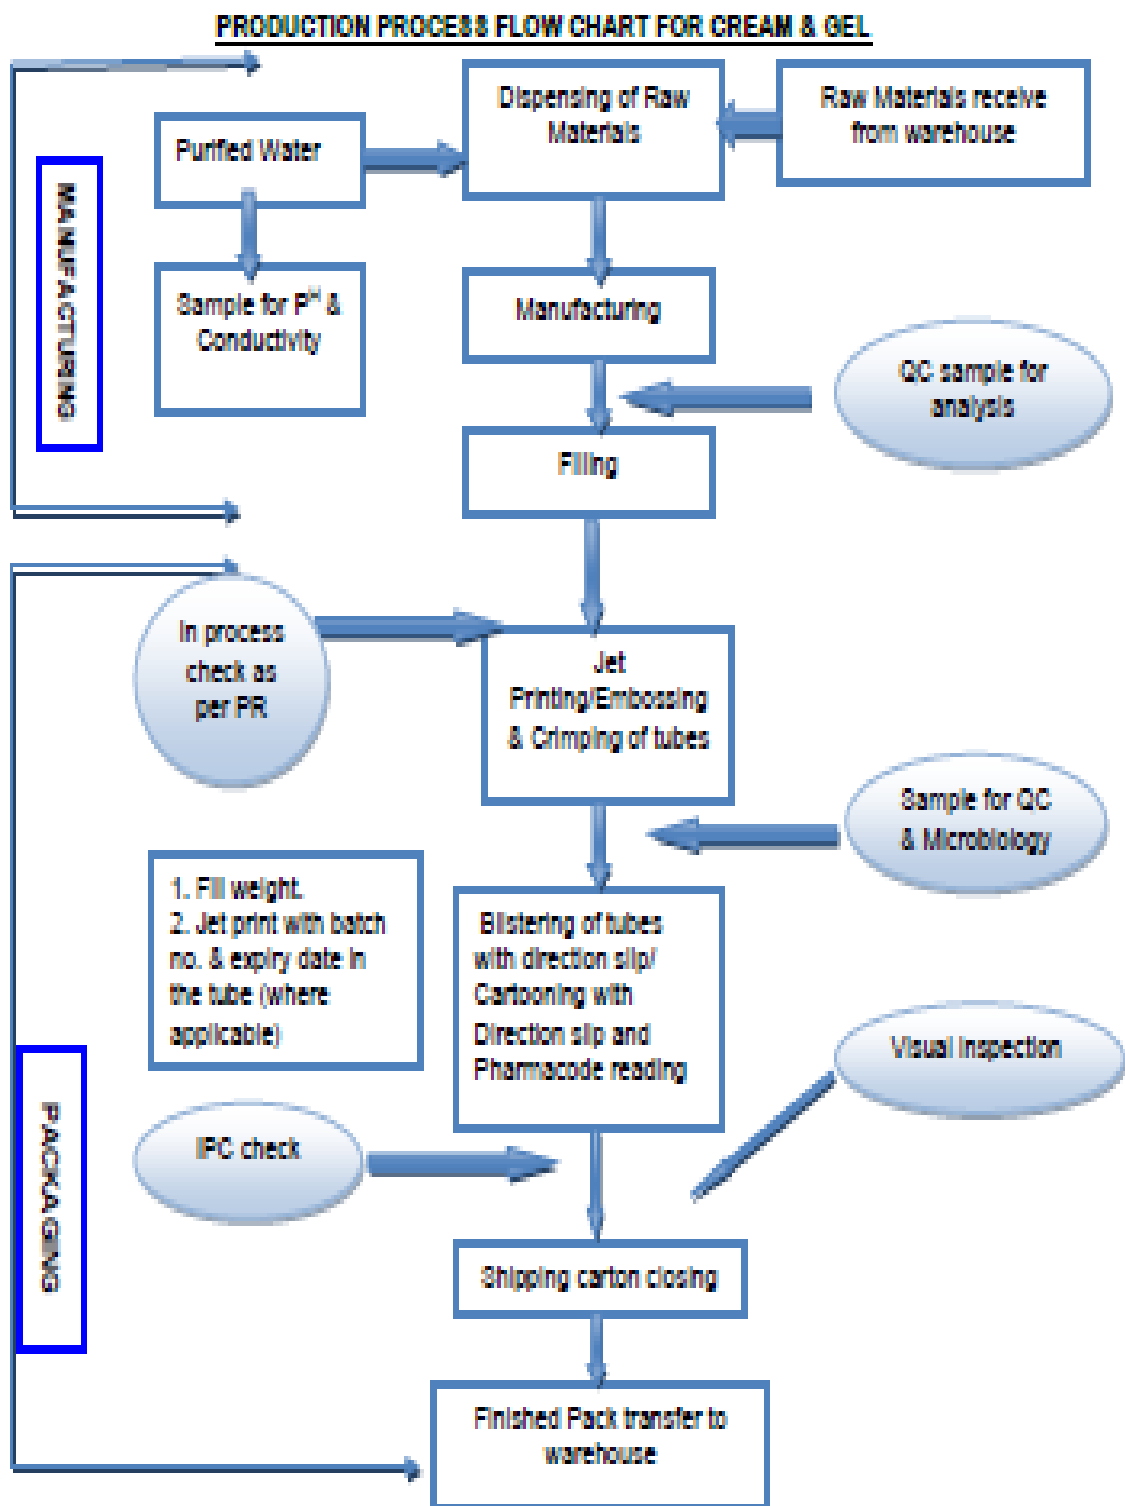 PRODUCTION PROCESS FLOW CHART FOR CREAM & GEL
Dispensing of Raw
Materials
Raw Materials receive
from warehouse
Purified Water
MANUFACTURING
Sample for P^H &
Conductivity
Manufacturing
QC sample for
analysis
Filling
In process
check as
per PR
Jet
Printing/Embossing
& Crimping of tubes
Sample for QC
& Microbiology
1. Fill weight.
2. Jet print with batch
no. & expiry date in
the tube (where
applicable)
Blistering of tubes
with direction slip/
Cartooning with
Direction slip and
Pharmacode reading
Visual Inspection
PACKAGING
IPC check
Shipping carton closing
Finished Pack transfer to
warehouse